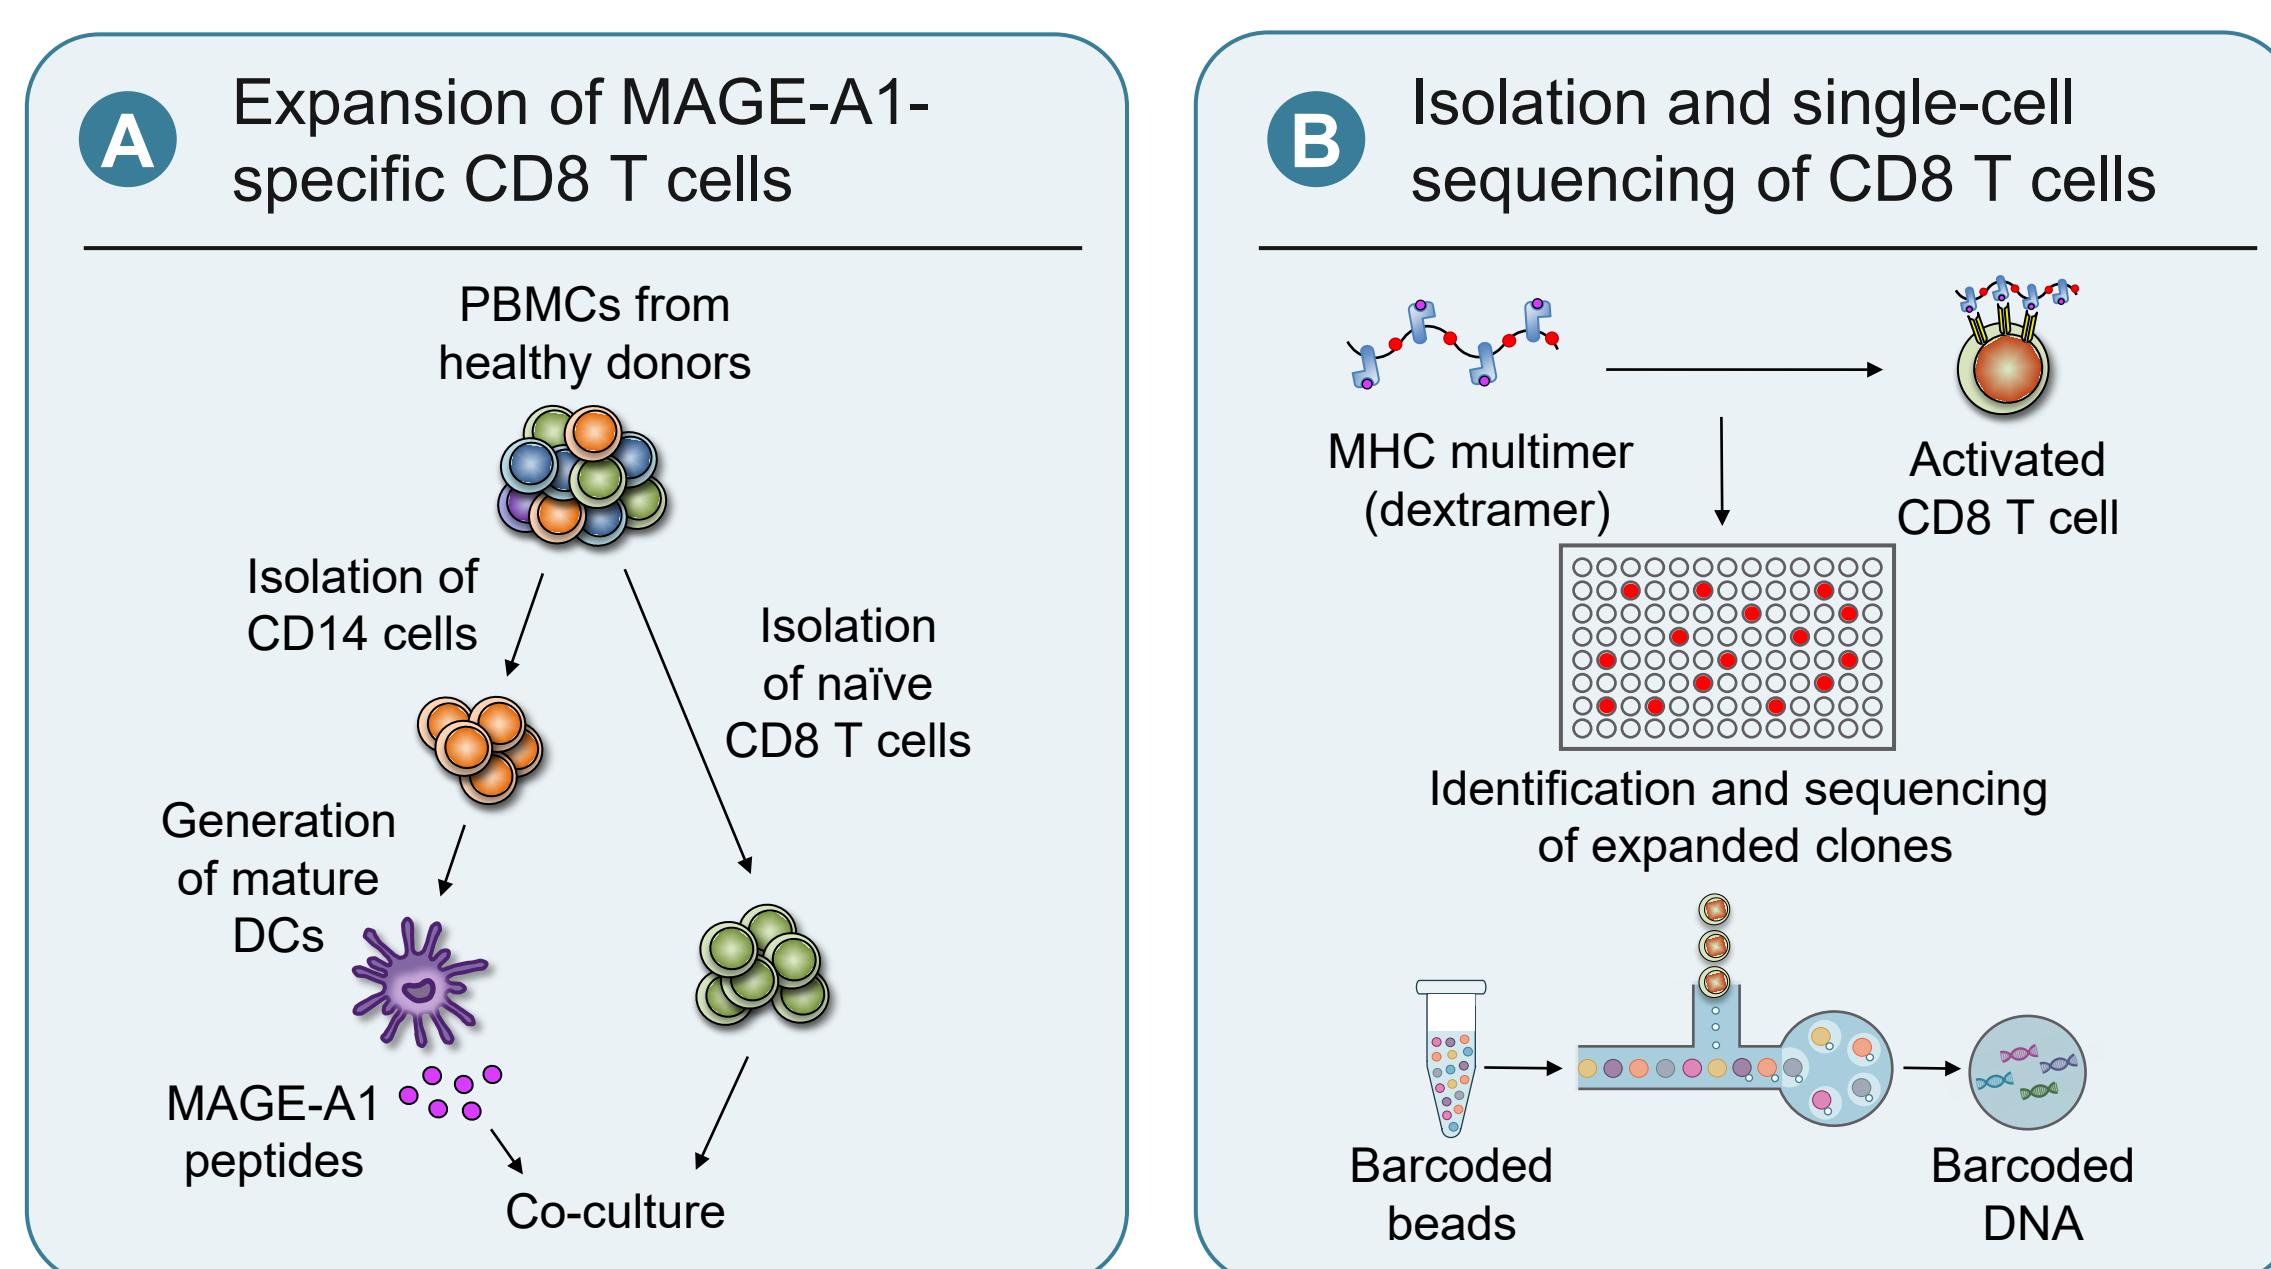 A
Expansion of MAGE-A1-
specific CD8 T cells
PBMCs from
healthy donors
Isolation of
CD14 cells
Isolation
of naïve
CD8 T cells
Generation
of mature
DCs
MAGE-A1
peptides
Co-culture
B
Isolation and single-cell
sequencing of CD8 T cells
MHC multimer
(dextramer)
Activated
CD8 T cell
Identification and sequencing
of expanded clones
Barcoded
beads
Barcoded
DNA